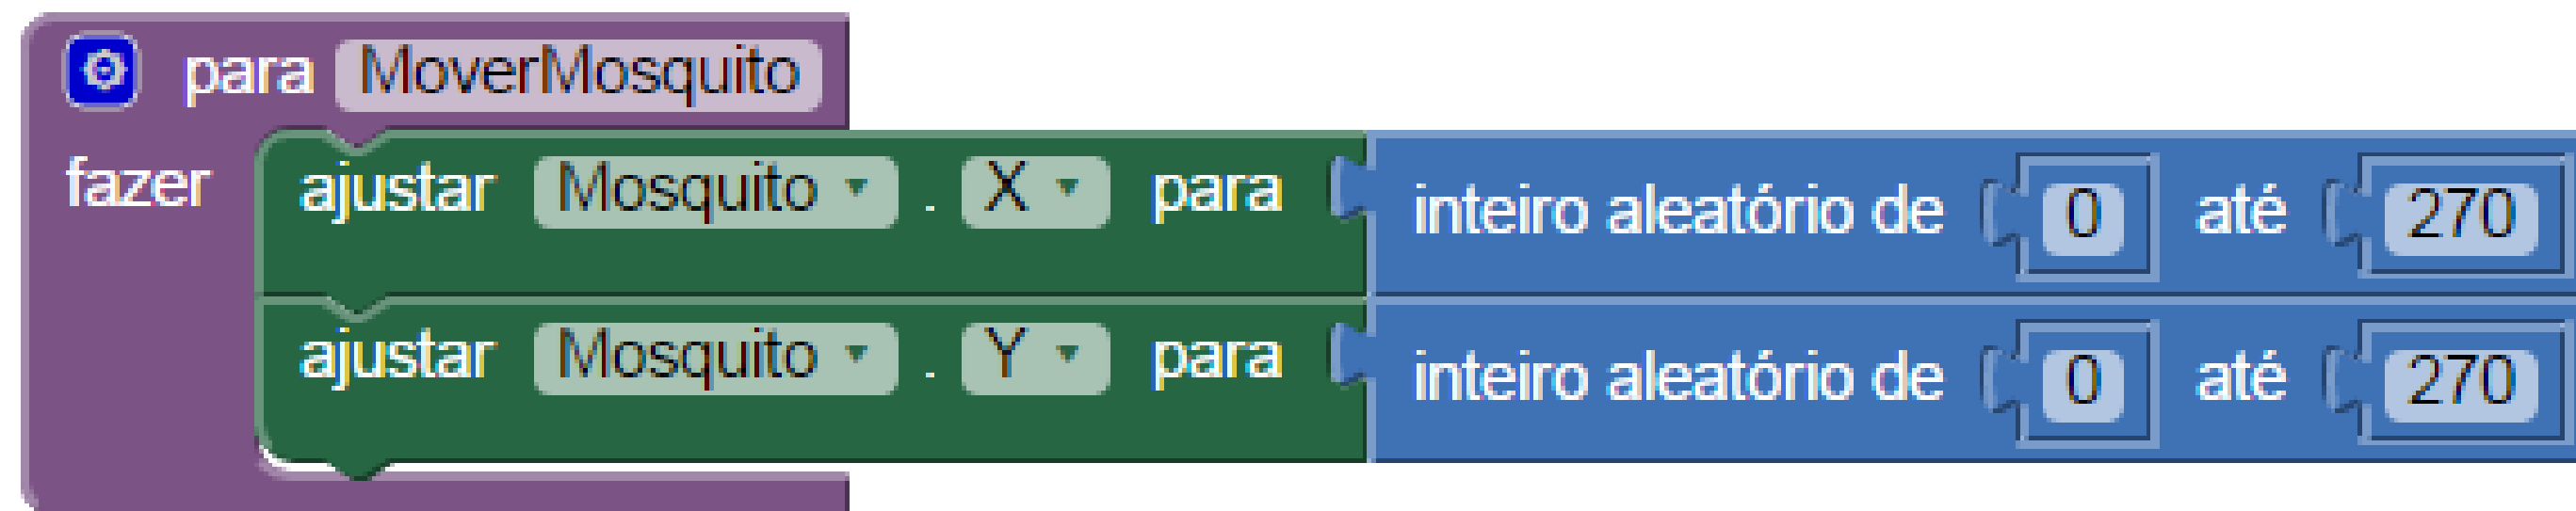 para MoverMosquito
fazer ajustar Mosquito . X para inteiro aleatório de 0 até 270
ajustar Mosquito . Y para inteiro aleatório de 0 até 270